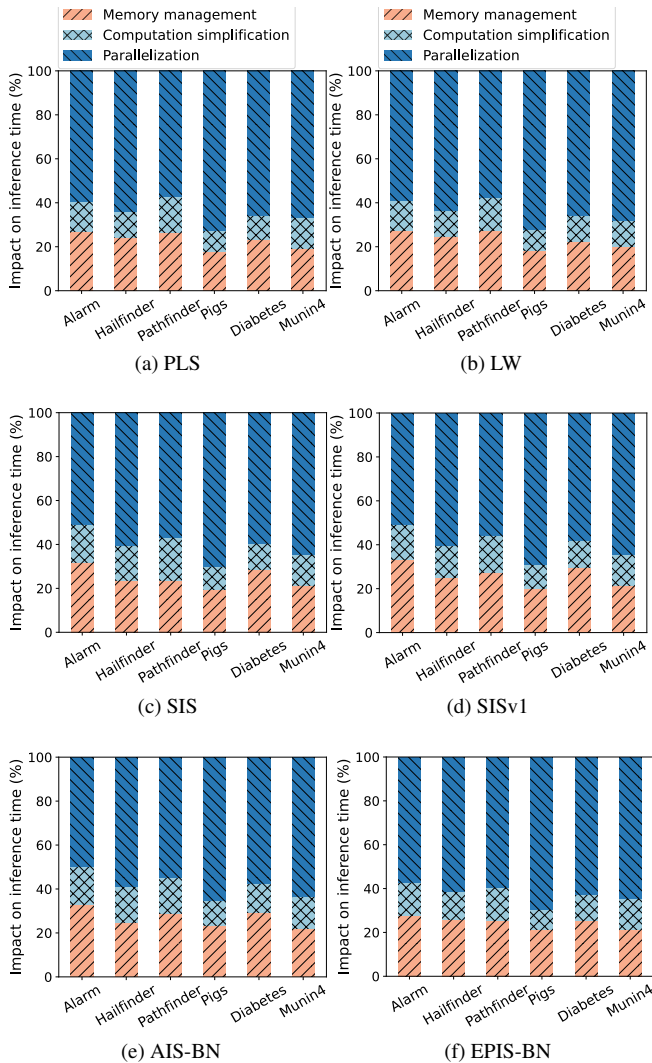 Memory management
Computation simplification
Parallelization
Memory management
Computation simplification
Parallelization
Impact on inference time (%)
100
80
60
40
20
0
Alarm
Hailfinder
Pathfinder
Pigs
Diabetes
Munin4
(a) PLS
Impact on inference time (%)
100
80
60
40
20
0
Alarm
Hailfinder
Pathfinder
Pigs
Diabetes
Munin4
(b) LW
Impact on inference time (%)
100
80
60
40
20
0
Alarm
Hailfinder
Pathfinder
Pigs
Diabetes
Munin4
(c) SIS
Impact on inference time (%)
100
80
60
40
20
0
Alarm
Hailfinder
Pathfinder
Pigs
Diabetes
Munin4
(d) SISv1
Impact on inference time (%)
100
80
60
40
20
0
Alarm
Hailfinder
Pathfinder
Pigs
Diabetes
Munin4
(e) AIS-BN
Impact on inference time (%)
100
80
60
40
20
0
Alarm
Hailfinder
Pathfinder
Pigs
Diabetes
Munin4
(f) EPIS-BN